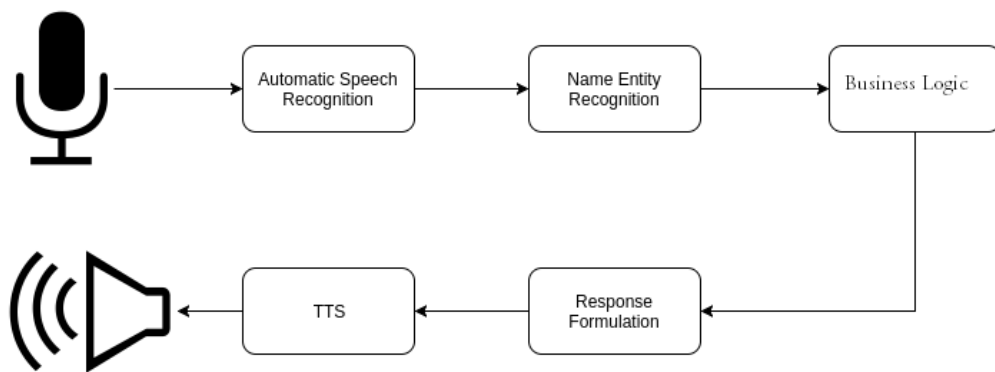 Automatic Speech
Recognition
Name Entity
Recognition
Business Logic
TTS
Response
Formulation